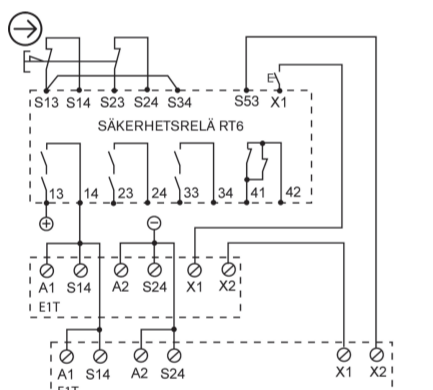 S13 S14 S23 S24 S34 S53 X1
E
SÄKERHETSRELÄ RT6
13 14 23 24 33 34 41 42
A1 S14 A2 S24 X1 X2
E1T
A1 S14 A2 S24 X1 X2
E1T